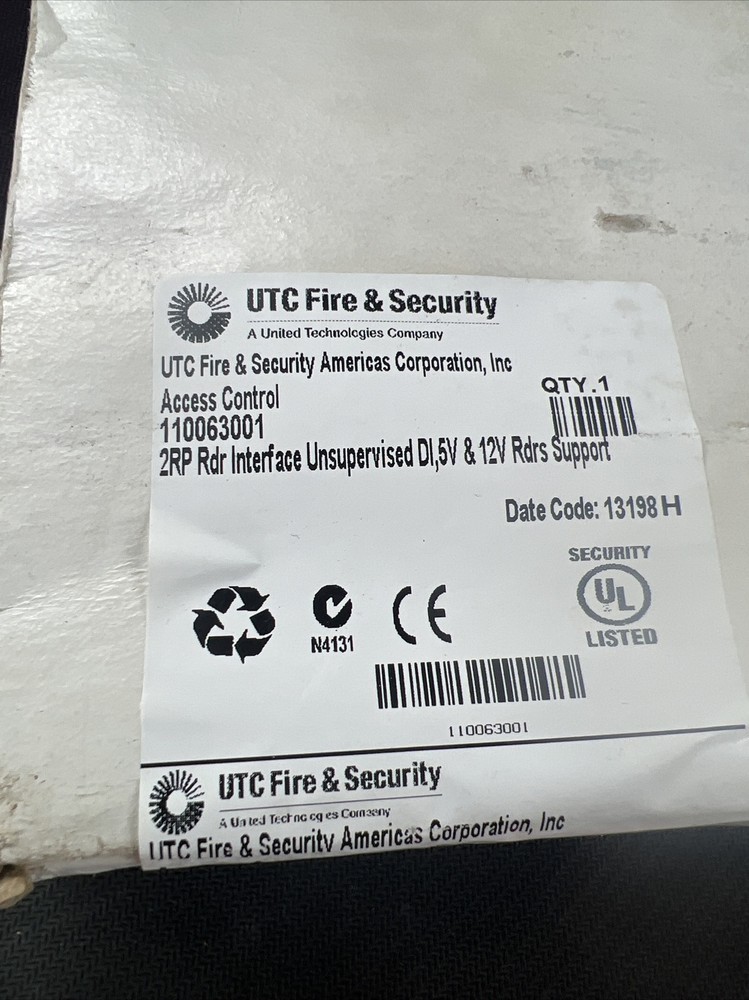 UTC Fire & Security
A United Technologies Company
UTC Fire & Security Americas Corporation, Inc
Access Control
QTY.1
110063001
2RP Rdr Interface Unsupervised DI,5V & 12V Rdrs Support
Date Code: 13198 H
SECURITY
UL
LISTED
N4131
CE
110063001
UTC Fire & Security
A United Technologies Company
UTC Fire & Security Americas Corporation, Inc